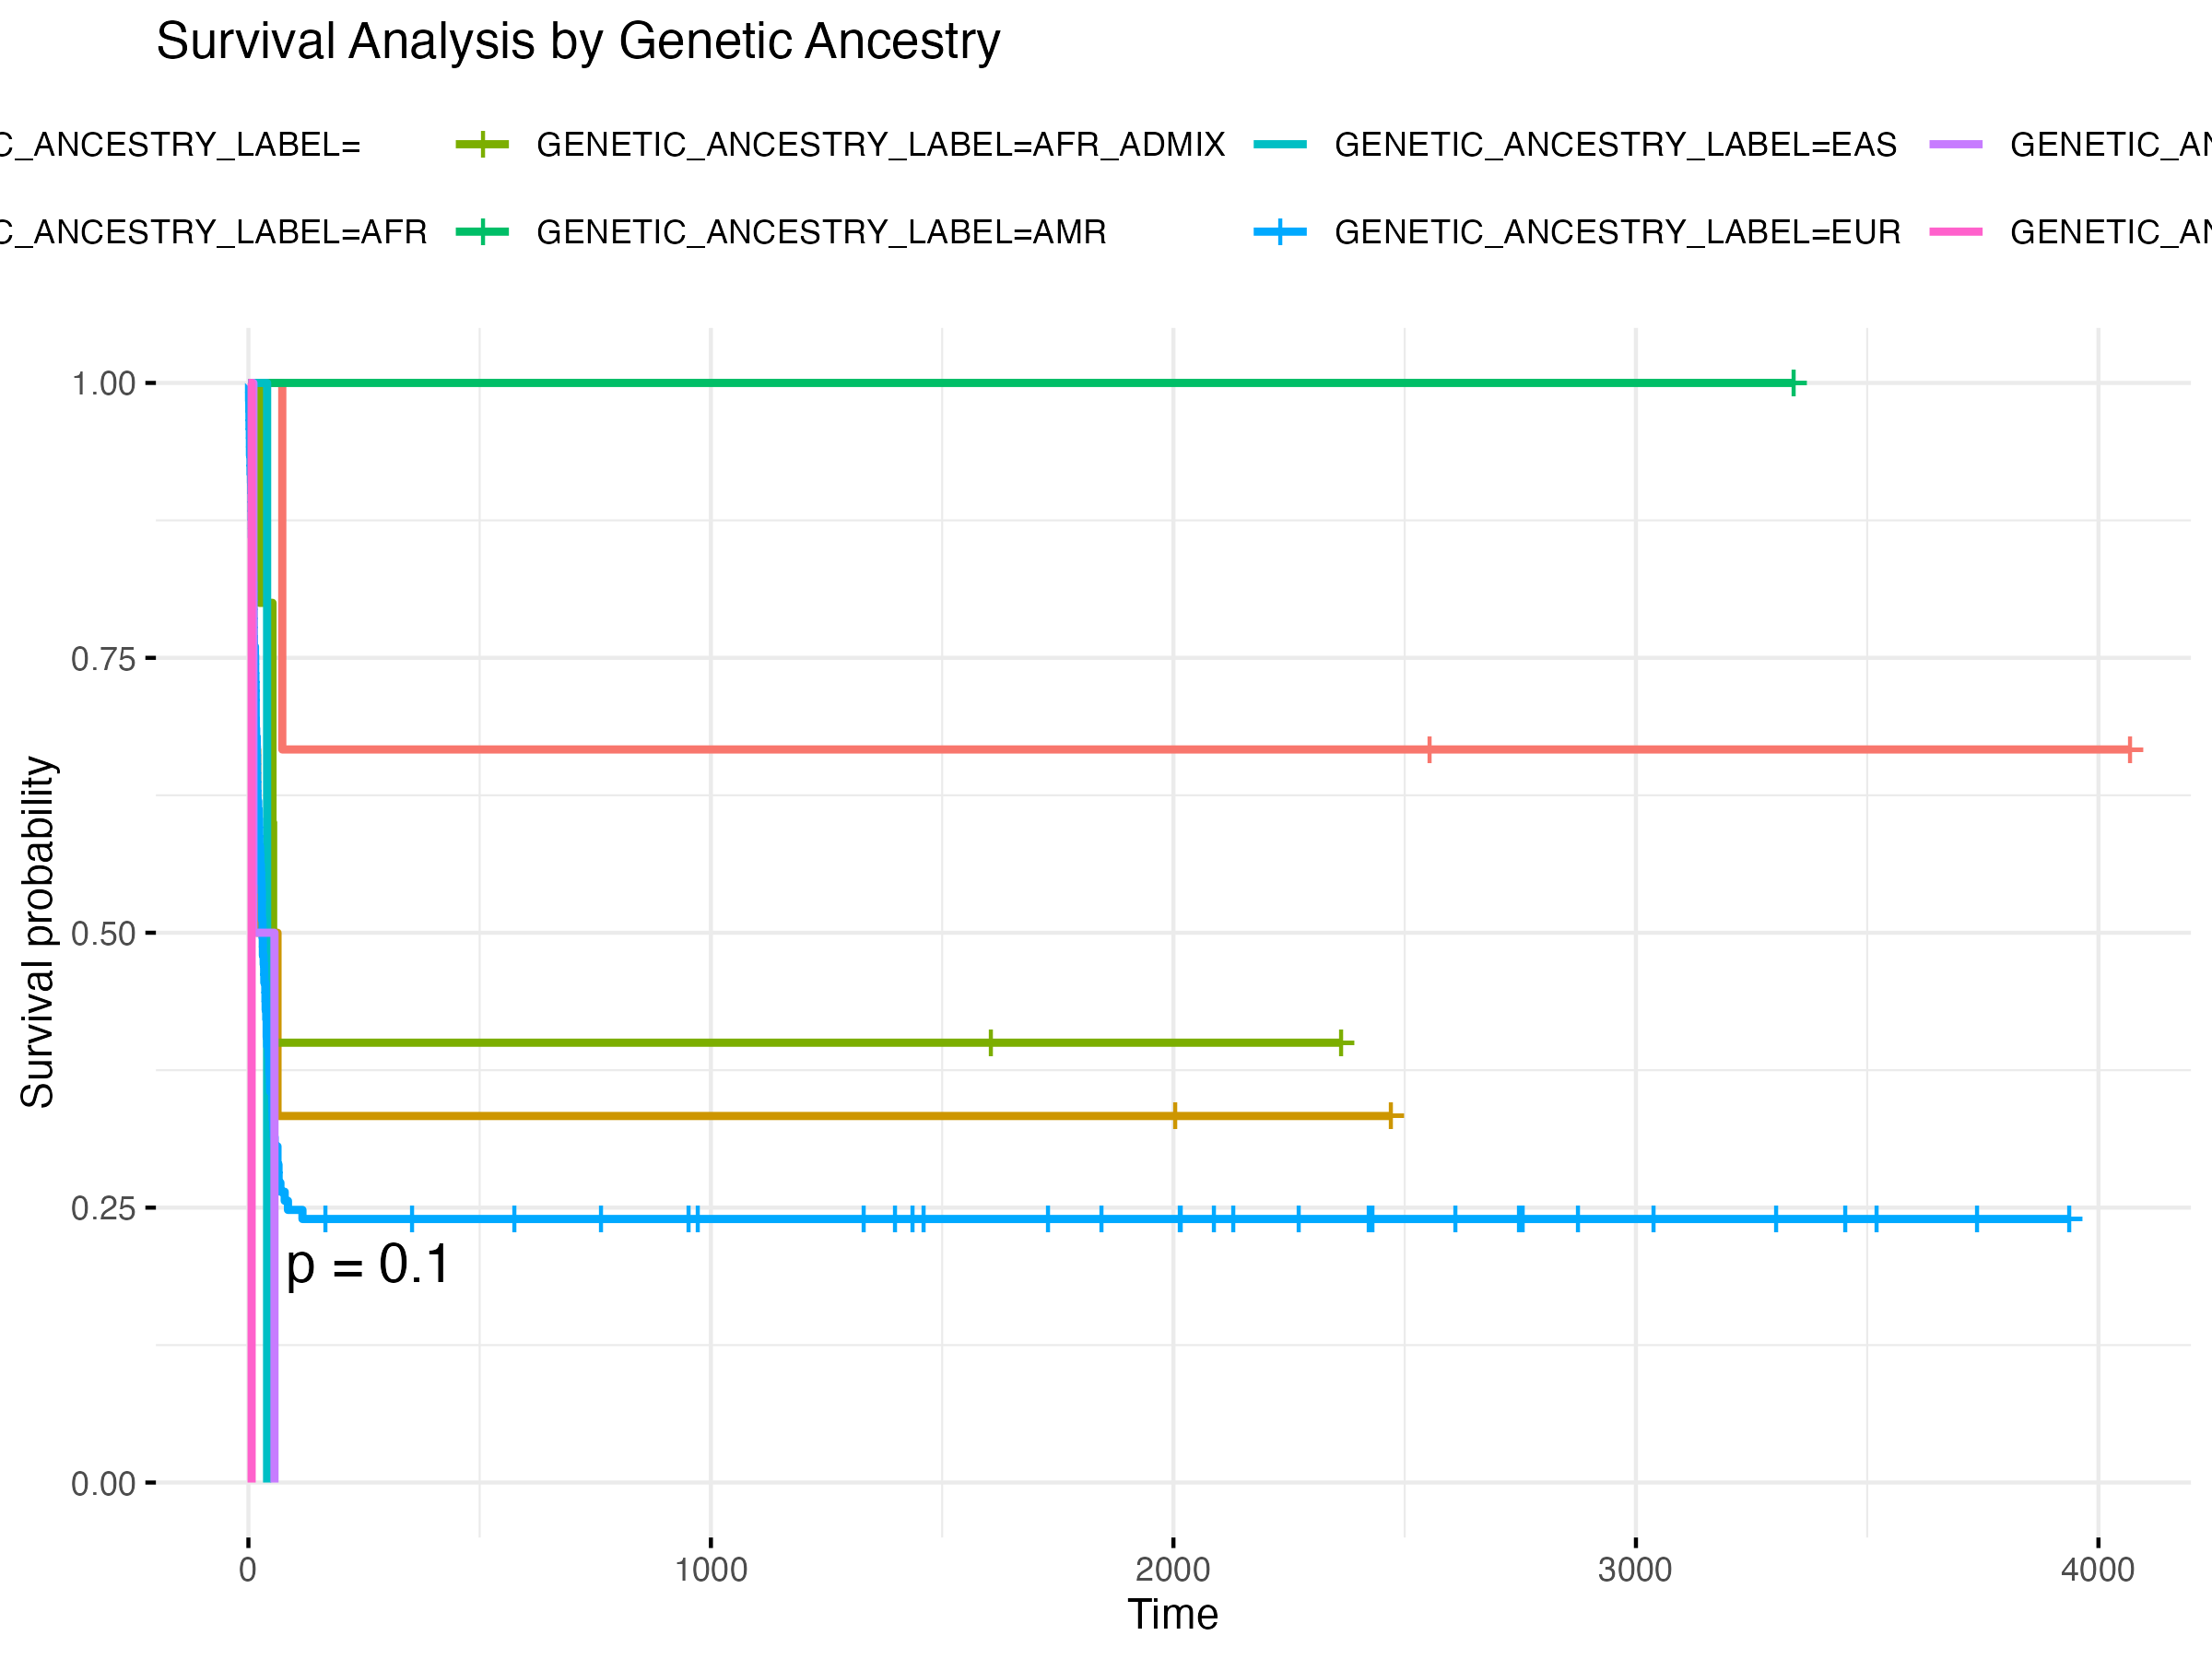 Survival Analysis by Genetic Ancestry
C_ANCESTRY_LABEL= GENETIC_ANCESTRY_LABEL=AFR_ADMIX GENETIC_ANCESTRY_LABEL=EAS GENETIC_AN
C_ANCESTRY_LABEL=AFR GENETIC_ANCESTRY_LABEL=AMR GENETIC_ANCESTRY_LABEL=EUR GENETIC_AN
Survival probability
1.00
0.75
0.50
0.25
0.00
p = 0.1
0 1000 2000 3000 4000
Time